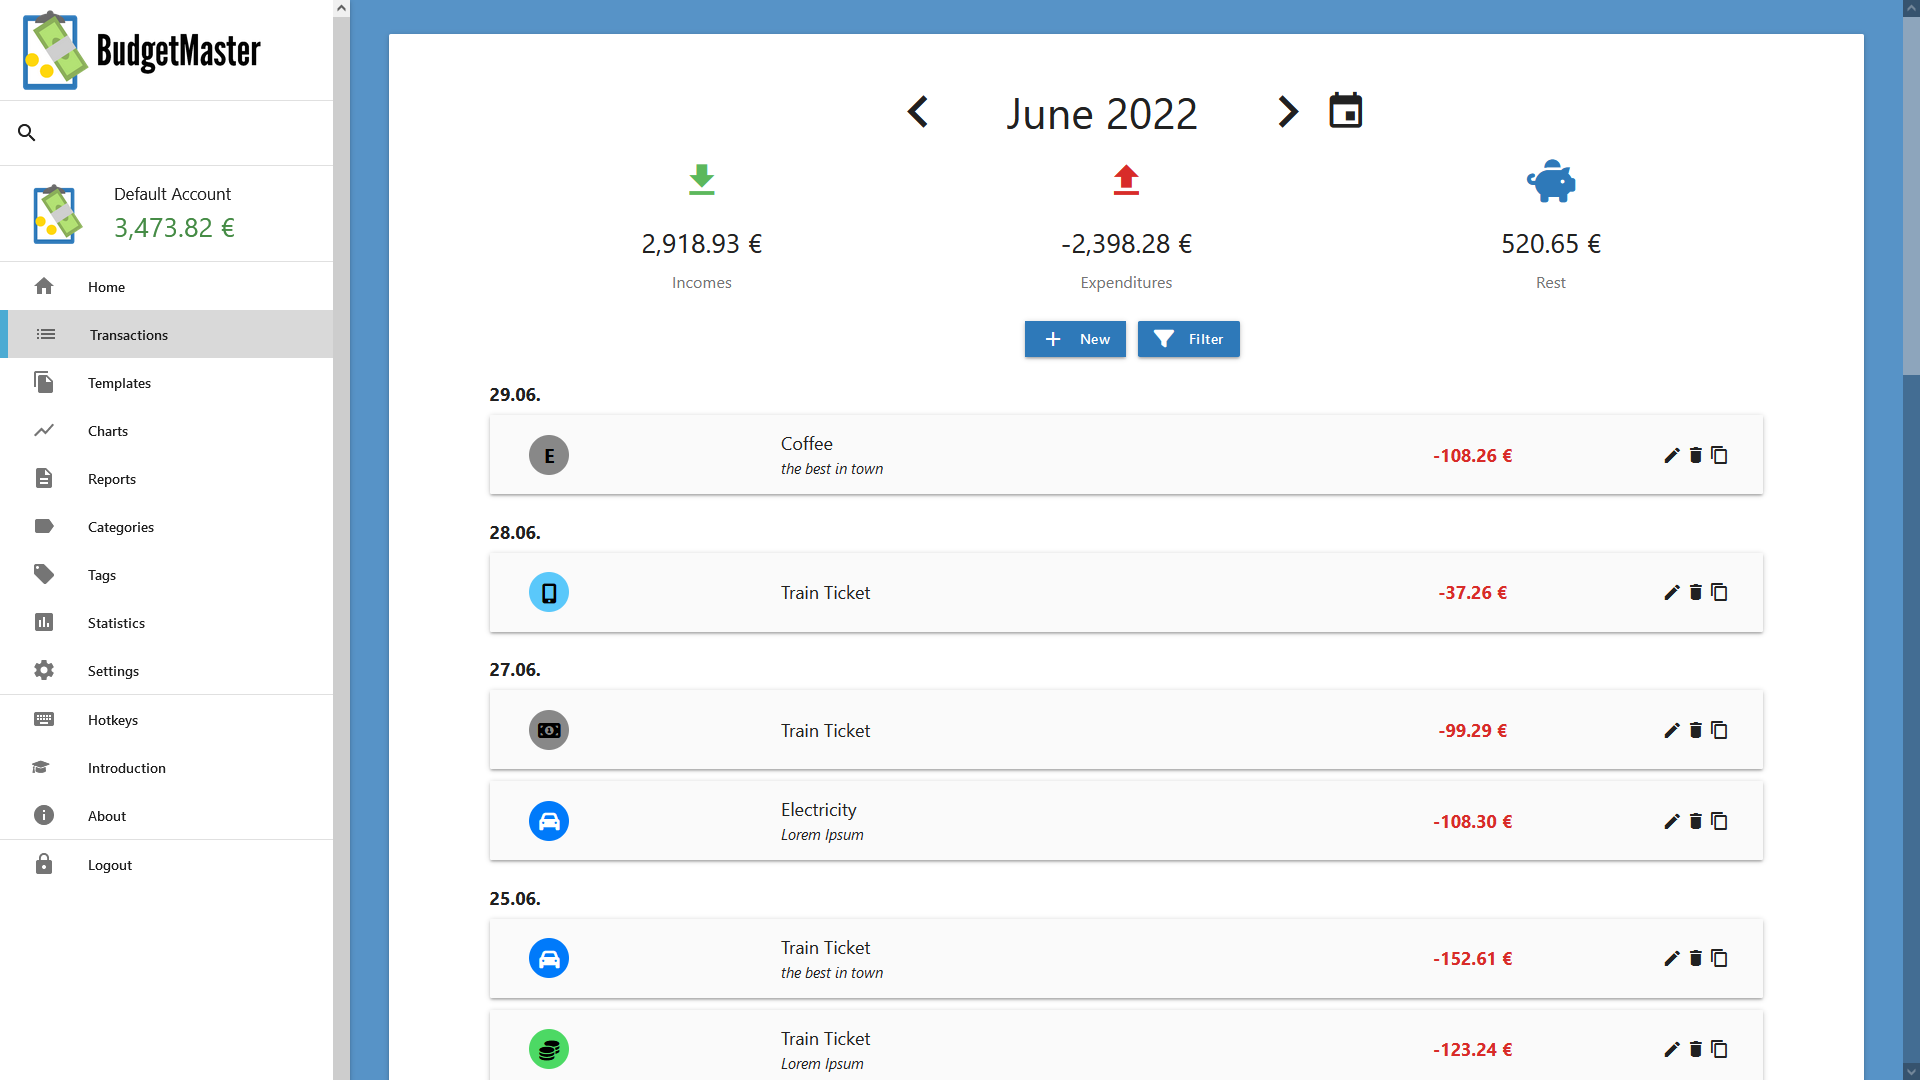 BudgetMaster
Default Account
3,473.82 €
Home
Transactions
Templates
Charts
Reports
Categories
Tags
Statistics
Settings
Hotkeys
Introduction
About
Logout
June 2022
2,918.93 €
Incomes
-2,398.28 €
Expenditures
520.65 €
Rest
New
Filter
29.06.
E
Coffee
the best in town
-108.26 €
28.06.
Train Ticket
-37.26 €
27.06.
Train Ticket
-99.29 €
Electricity
Lorem Ipsum
-108.30 €
25.06.
Train Ticket
the best in town
-152.61 €
Train Ticket
Lorem Ipsum
-123.24 €